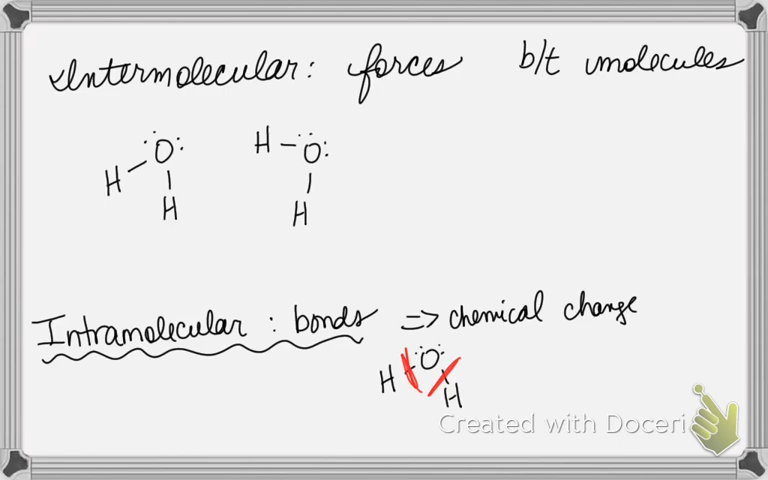 Intermolecular: forces b/t molecules
:O: H-O:
H H
H
Intramolecular: bonds => chemical change
:O:
H H
Created with Doceri